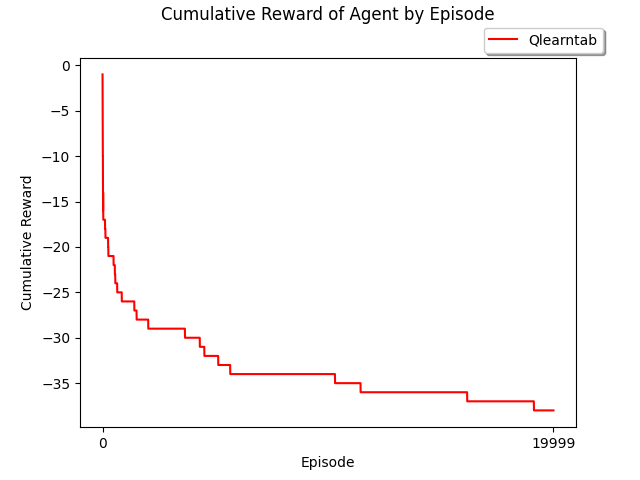 Cumulative Reward of Agent by Episode
Qlearntab
0
−5
−10
−15
−20
−25
−30
−35
Cumulative Reward
0 19999
Episode